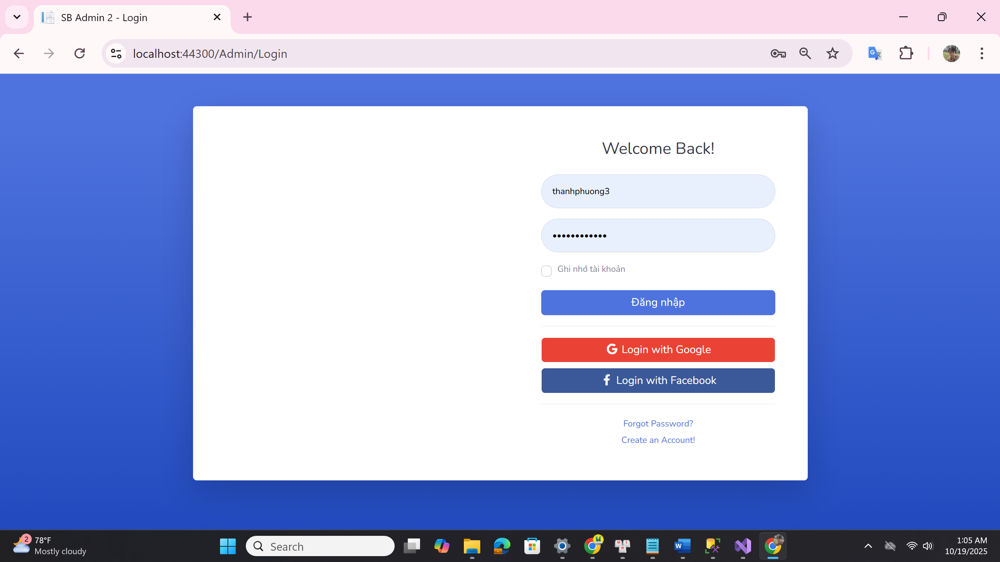 SB Admin 2 - Login
localhost:44300/Admin/Login
Welcome Back!
thanhphuong3
••••••••••••
Ghi nhớ tài khoản
Đăng nhập
Login with Google
Login with Facebook
Forgot Password?
Create an Account!
2
78°F
Mostly cloudy
Search
1:05 AM
10/19/2025